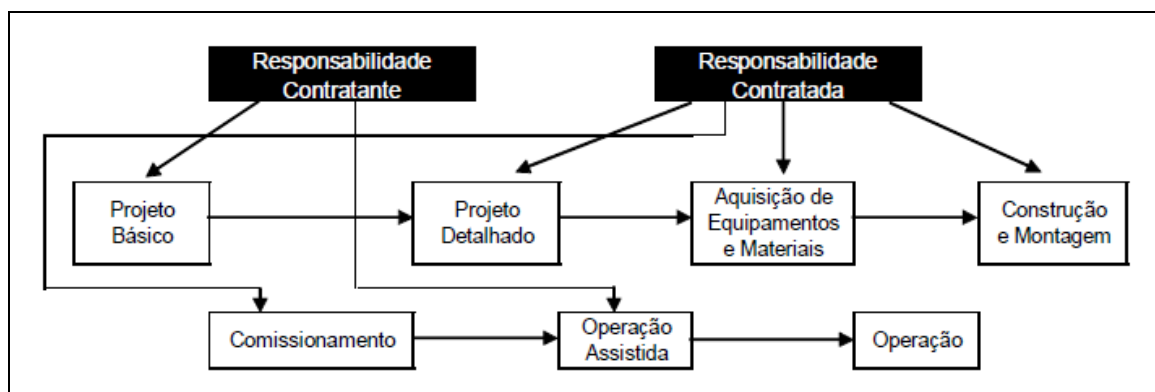 Responsabilidade
Contratante
Responsabilidade
Contratada
Projeto
Básico
Projeto
Detalhado
Aquisição de
Equipamentos
e Materiais
Construção
e Montagem
Comissionamento
Operação
Assistida
Operação